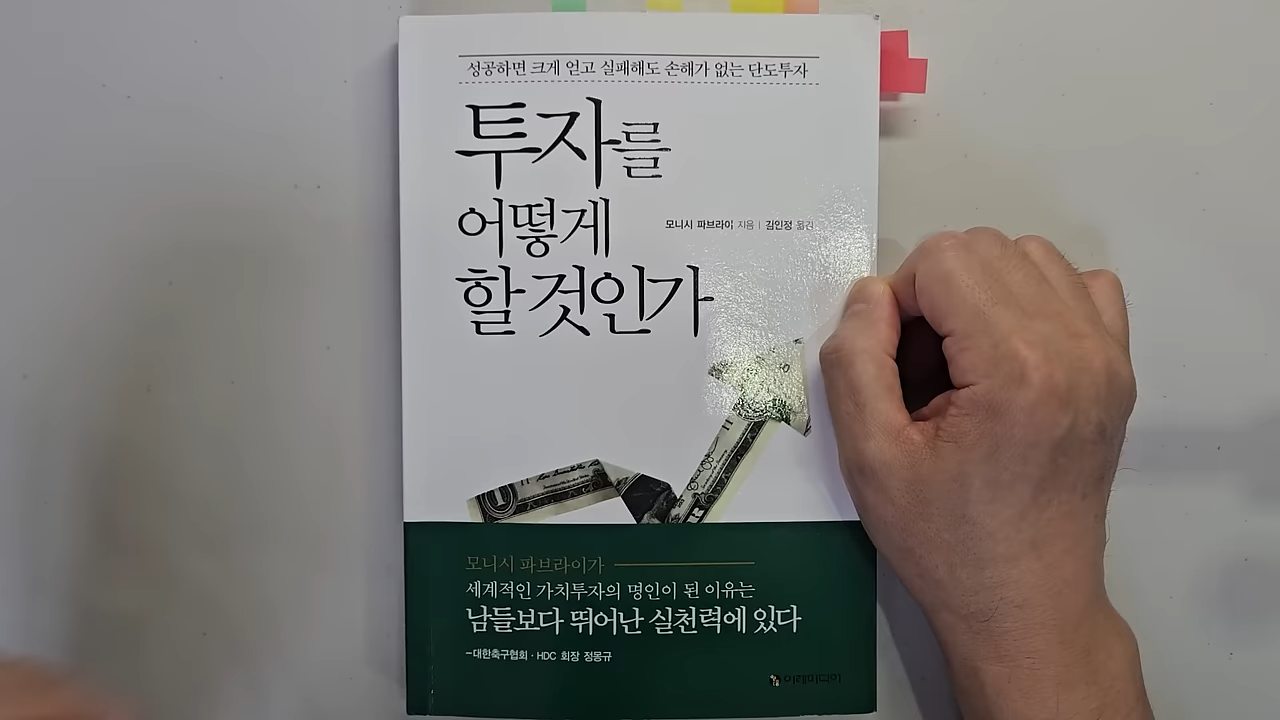 성공하면 크게 얻고 실패해도 손해가 없는 단도투자
투자를
어떻게
모니시 파브라이 지음 | 김인정 옮긴
할 것인가
모니시 파브라이가
세계적인 가치투자의 명인이 된 이유는
남들보다 뛰어난 실천력에 있다
-대한축구협회 · HDC 회장 정몽규
이레미디어